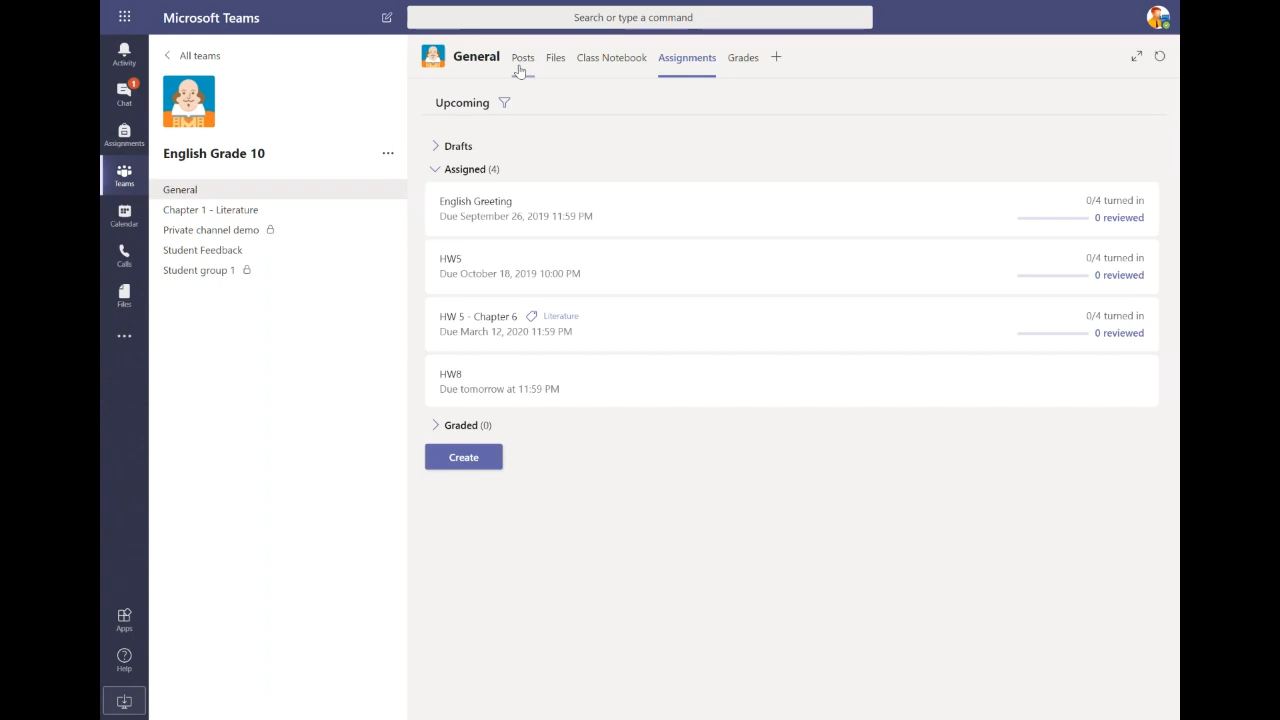 Microsoft Teams
Search or type a command
Activity
1
Chat
Assignments
Teams
Calendar
Calls
Files
Apps
Help
All teams
English Grade 10
General
Chapter 1 - Literature
Private channel demo
Student Feedback
Student group 1
General Posts Files Class Notebook Assignments Grades
Upcoming
Drafts
Assigned (4)
English Greeting
Due September 26, 2019 11:59 PM
0/4 turned in
0 reviewed
HW5
Due October 18, 2019 10:00 PM
0/4 turned in
0 reviewed
HW 5 - Chapter 6 Literature
Due March 12, 2020 11:59 PM
0/4 turned in
0 reviewed
HW8
Due tomorrow at 11:59 PM
Graded (0)
Create